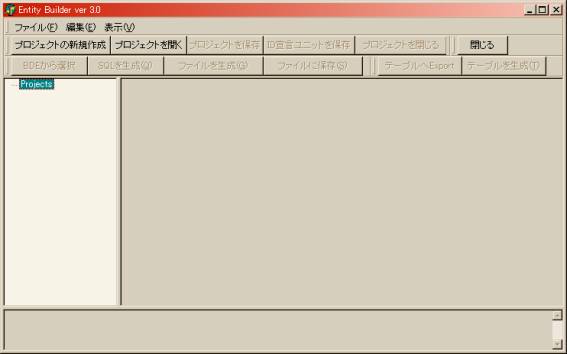 Entity Builder ver 3.0
ファイル(F) 編集(E) 表示(V)
プロジェクトの新規作成 プロジェクトを開く プロジェクトを保存 ID宣言ユニットを保存 プロジェクトを閉じる 閉じる
BDEから選択 SQLを生成(Q) ファイルを生成(G) ファイルに保存(S) テーブルへExport テーブルを生成(T)
Projects